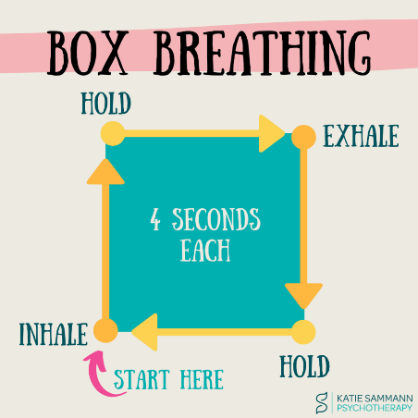 BOX BREATHING
HOLD
EXHALE
4 SECONDS
EACH
INHALE
HOLD
START HERE
KATIE SAMMANN
PSYCHOTHERAPY